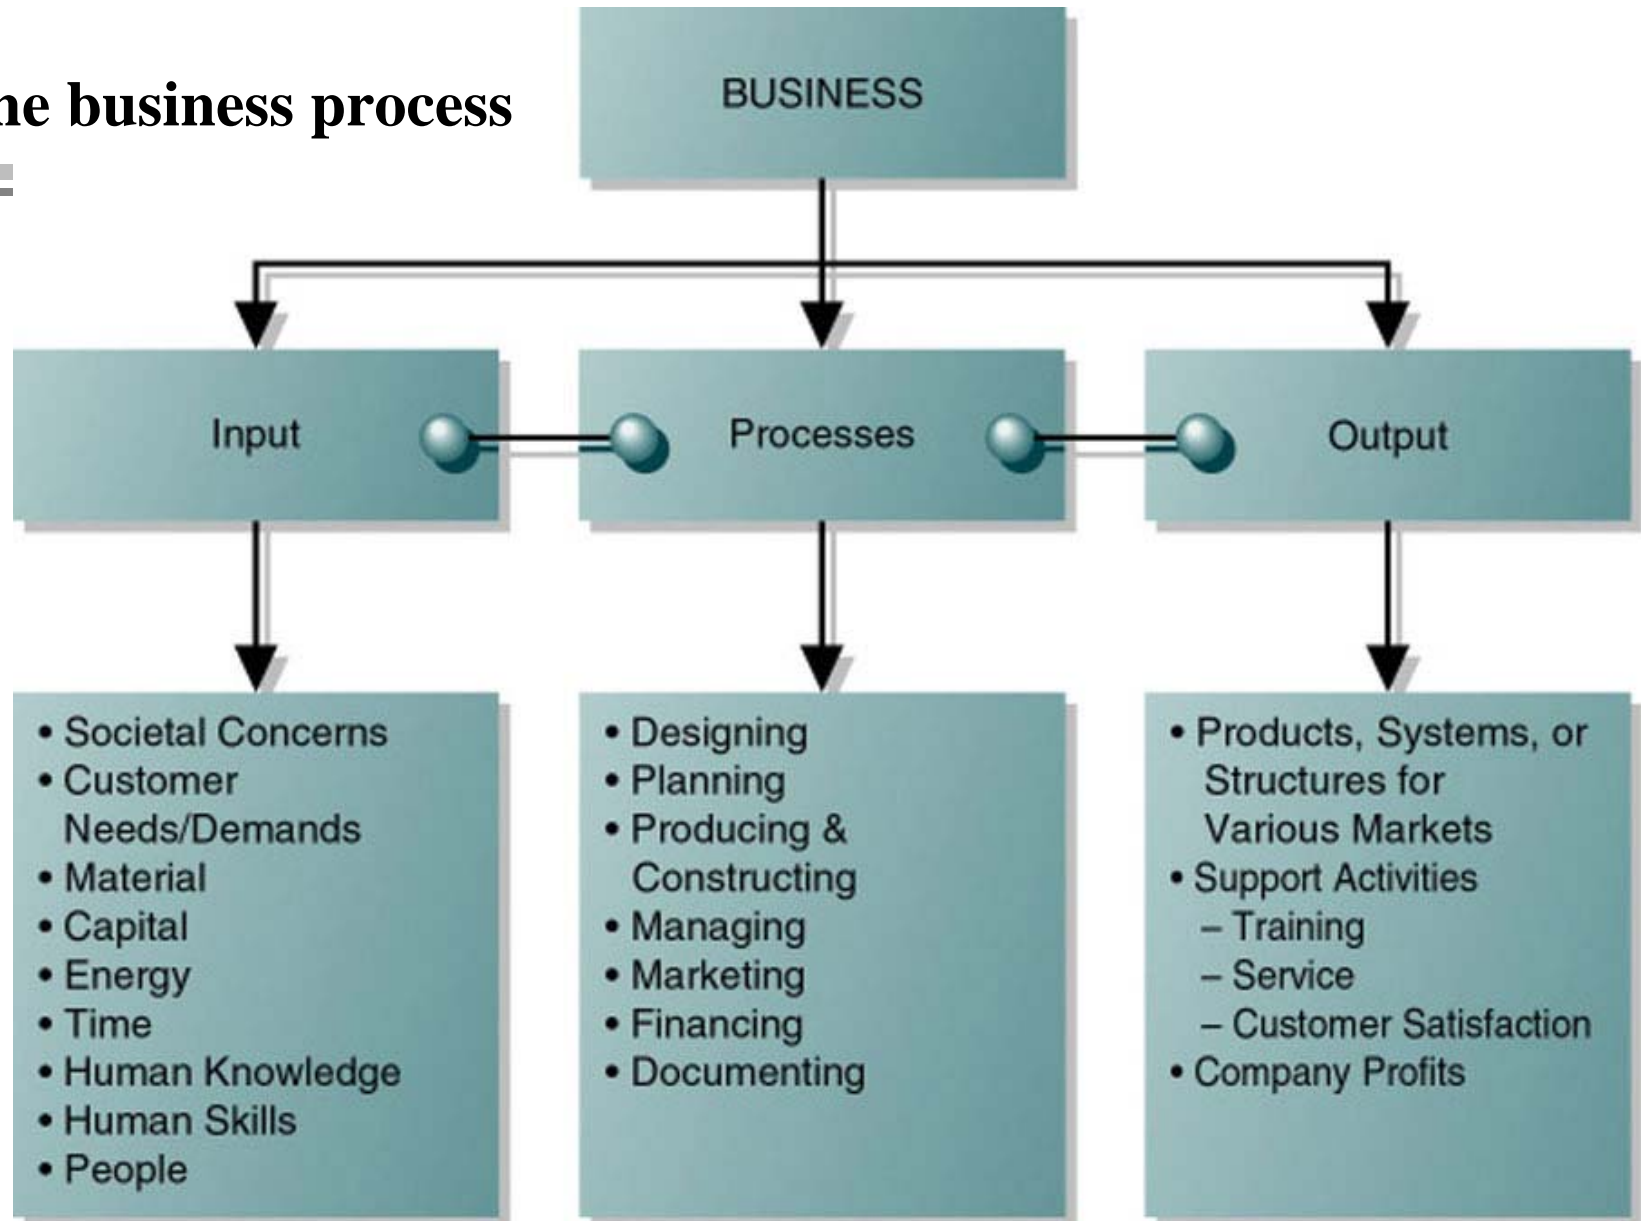 ne business process
BUSINESS
Input
Processes
Output
• Societal Concerns
• Customer
Needs/Demands
• Material
• Capital
• Energy
• Time
• Human Knowledge
• Human Skills
• People
• Designing
• Planning
• Producing &
Constructing
• Managing
• Marketing
• Financing
• Documenting
• Products, Systems, or
Structures for
Various Markets
• Support Activities
– Training
– Service
– Customer Satisfaction
• Company Profits